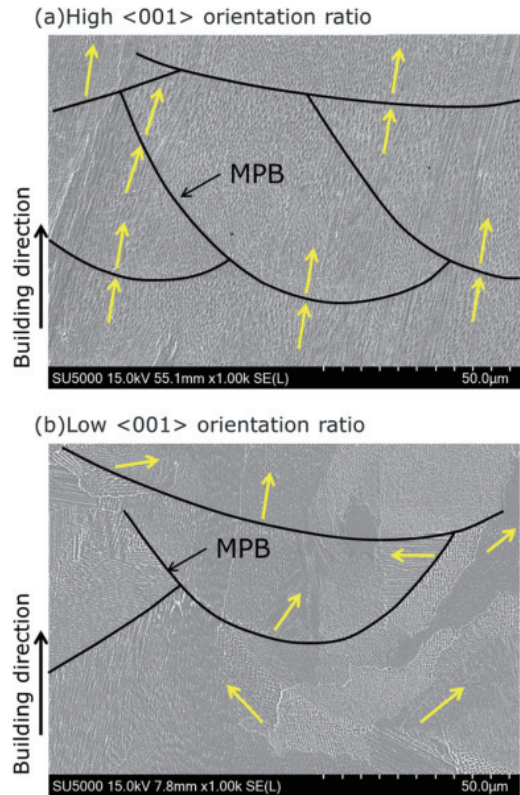 (a)High <001> orientation ratio
MPB
Building direction
SU5000 15.0kV 55.1mm x1.00k SE(L)
50.0µm
(b)Low <001> orientation ratio
MPB
Building direction
SU5000 15.0kV 7.8mm x1.00k SE(L)
50.0µm